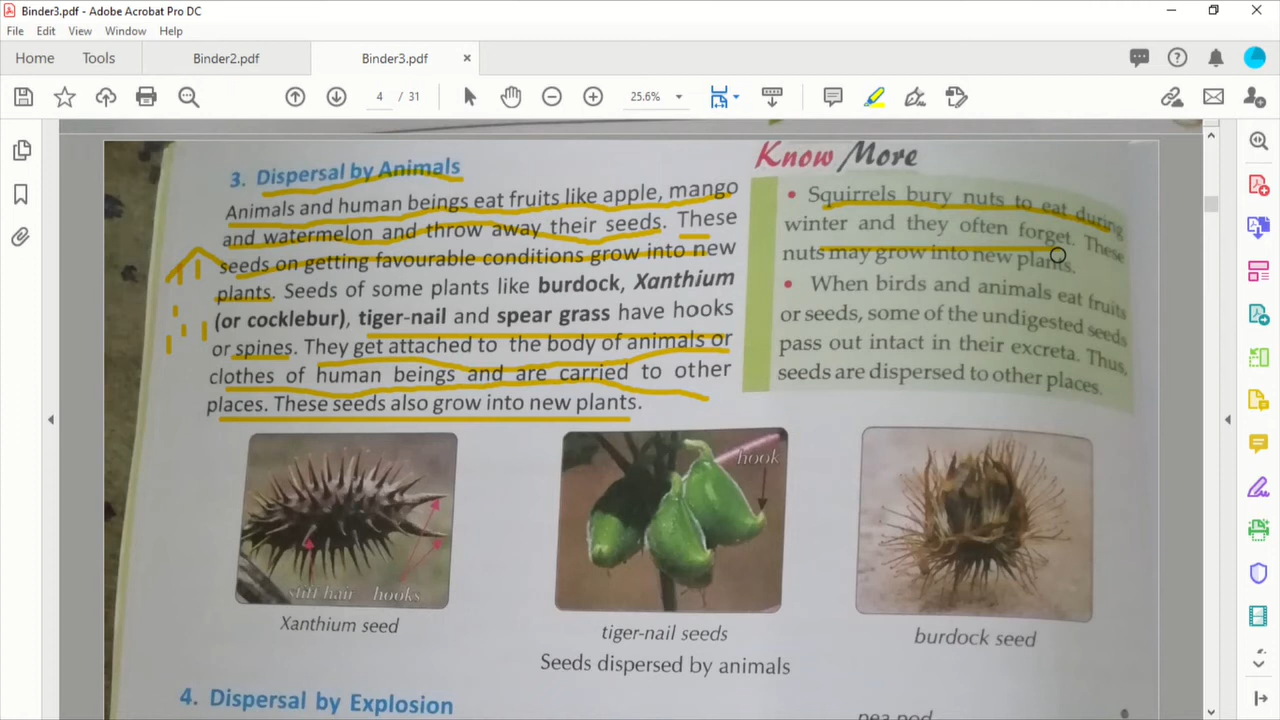 Binder3.pdf - Adobe Acrobat Pro DC
File Edit View Window Help
Home Tools Binder2.pdf Binder3.pdf ×
4 / 31 25.6%
3. Dispersal by Animals
Animals and human beings eat fruits like apple, mango
and watermelon and throw away their seeds. These
seeds on getting favourable conditions grow into new
plants. Seeds of some plants like burdock, Xanthium
(or cocklebur), tiger-nail and spear grass have hooks
or spines. They get attached to the body of animals or
clothes of human beings and are carried to other
places. These seeds also grow into new plants.
Know More
• Squirrels bury nuts to eat during
winter and they often forget. These
nuts may grow into new plants.
• When birds and animals eat fruits
or seeds, some of the undigested seeds
pass out intact in their excreta. Thus,
seeds are dispersed to other places.
stiff hair hooks
hook
Xanthium seed
tiger-nail seeds
burdock seed
Seeds dispersed by animals
4. Dispersal by Explosion
pea pod